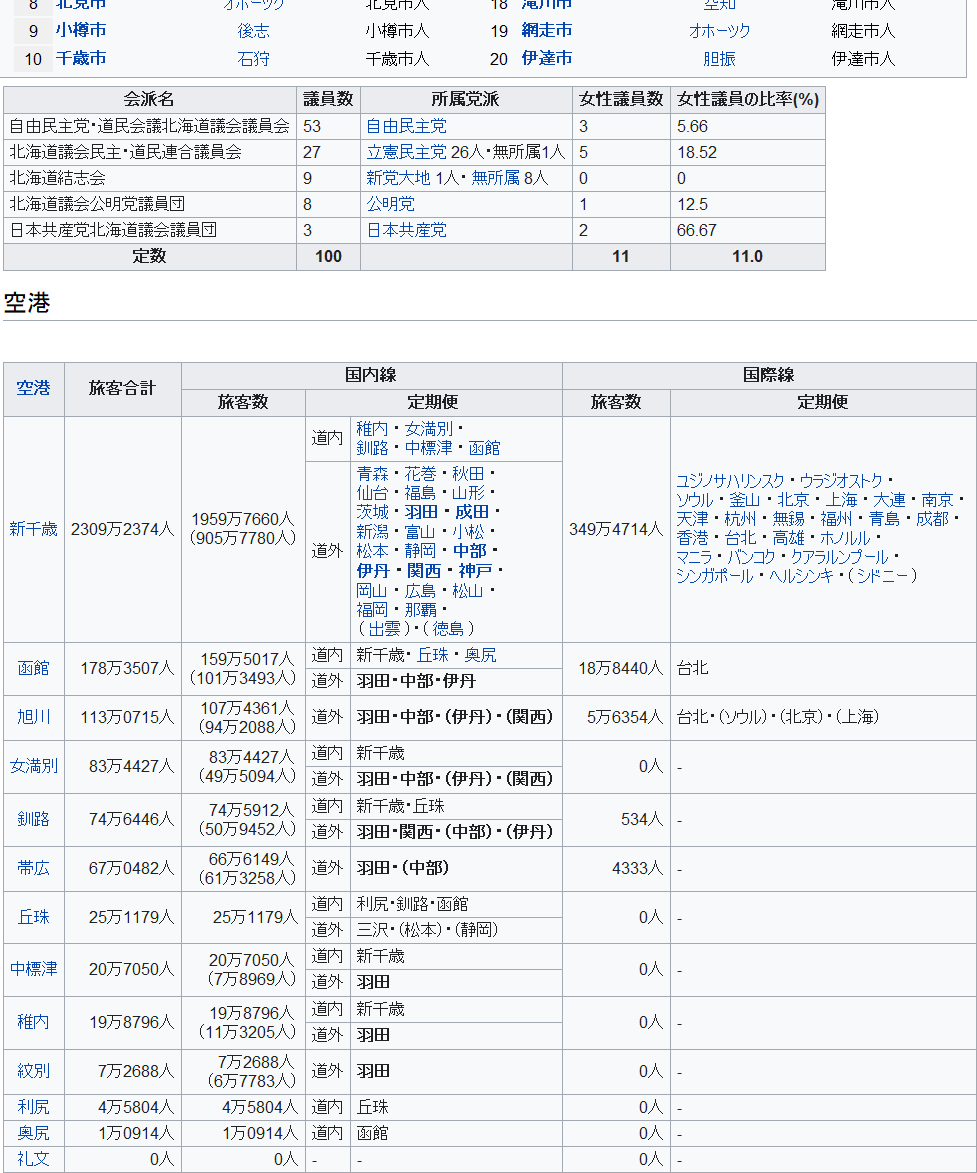 8 北見市 オホーツク 北見市人 18 滝川市 空知 滝川市人
9 小樽市 後志 小樽市人 19 網走市 オホーツク 網走市人
10 千歳市 石狩 千歳市人 20 伊達市 胆振 伊達市人
会派名 議員数 所属党派 女性議員数 女性議員の比率(%)
自由民主党・道民会議北海道議会議員会 53 自由民主党 3 5.66
北海道議会民主・道民連合議員会 27 立憲民主党 26人・無所属1人 5 18.52
北海道結志会 9 新党大地 1人・ 無所属 8人 0 0
北海道議会公明党議員団 8 公明党 1 12.5
日本共産党北海道議会議員団 3 日本共産党 2 66.67
定数 100 11 11.0
空港
空港 旅客合計 国内線 国際線
旅客数 定期便 旅客数 定期便
新千歳 2309万2374人 1959万7660人
(905万7780人)
道内 稚内・女満別・
釧路・中標津・函館
道外 青森・花巻・秋田・
仙台・福島・山形・
茨城・羽田・成田・
新潟・富山・小松・
松本・静岡・中部・
伊丹・関西・神戸・
岡山・広島・松山・
福岡・那覇・
(出雲)・(徳島)
349万4714人
ユジノサハリンスク・ウラジオストク・
ソウル・釜山・北京・上海・大連・南京・
天津・杭州・無錫・福州・青島・成都・
香港・台北・高雄・ホノルル・
マニラ・バンコク・クアラルンプール・
シンガポール・ヘルシンキ・(シドニー)
函館 178万3507人 159万5017人
(101万3493人)
道内 新千歳・丘珠・奥尻
道外 羽田・中部・伊丹
18万8440人 台北
旭川 113万0715人 107万4361人
(94万2088人)
道外 羽田・中部・(伊丹)・(関西)
5万6354人 台北・(ソウル)・(北京)・(上海)
女満別 83万4427人 83万4427人
(49万5094人)
道内 新千歳
道外 羽田・中部・(伊丹)・(関西)
0人 -
釧路 74万6446人 74万5912人
(50万9452人)
道内 新千歳・丘珠
道外 羽田・関西・(中部)・(伊丹)
534人 -
帯広 67万0482人 66万6149人
(61万3258人)
道外 羽田・(中部)
4333人 -
丘珠 25万1179人 25万1179人
道内 利尻・釧路・函館
道外 三沢・(松本)・(静岡)
0人 -
中標津 20万7050人 20万7050人
(7万8969人)
道内 新千歳
道外 羽田
0人 -
稚内 19万8796人 19万8796人
(11万3205人)
道内 新千歳
道外 羽田
0人 -
紋別 7万2688人 7万2688人
(6万7783人)
道外 羽田
0人 -
利尻 4万5804人 4万5804人 道内 丘珠 0人 -
奥尻 1万0914人 1万0914人 道内 函館 0人 -
礼文 0人 0人 - - 0人 -